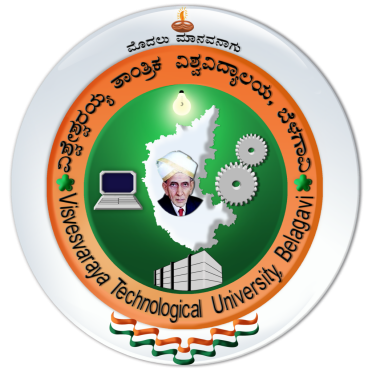 ಮೊದಲು ಮಾನವನಾಗು
ವಿಶ್ವೇಶ್ವರಯ್ಯ ತಾಂತ್ರಿಕ ವಿಶ್ವವಿದ್ಯಾಲಯ, ಬೆಳಗಾವಿ
Visvesvaraya Technological University, Belagavi